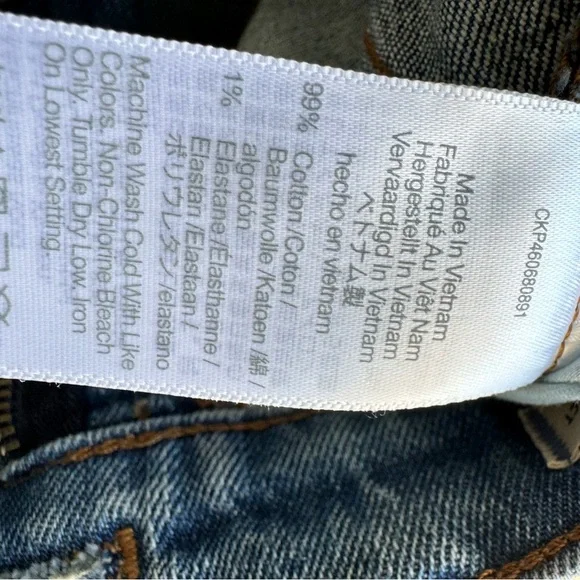 CKP460680891
Made In Vietnam
Fabriqué Au Viêt Nam
Hergestellt In Vietnam
Vervaardigd In Vietnam
ベトナム製
hecho en vietnam
99% Cotton /Coton /
Baumwolle /Katoen /綿 /
algodón
1% Elastane /Élasthanne /
Elastan /Elastaan /
ポリウレタン /elastano
Machine Wash Cold With Like
Colors. Non-Chlorine Bleach
Only. Tumble Dry Low. Iron
On Lowest Setting.